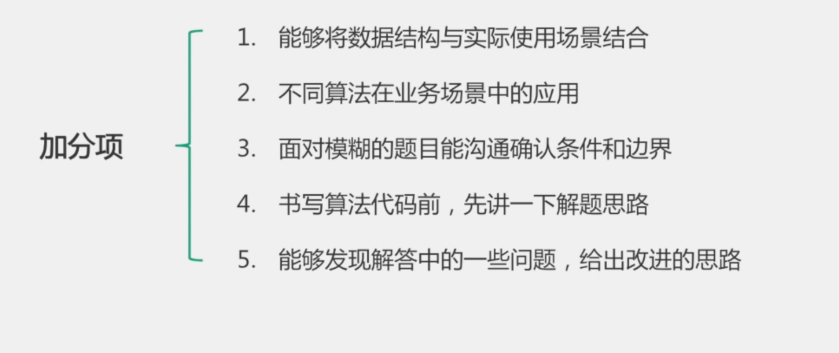 1. 能够将数据结构与实际使用场景结合
2. 不同算法在业务场景中的应用
加分项
3. 面对模糊的题目能沟通确认条件和边界
4. 书写算法代码前，先讲一下解题思路
5. 能够发现解答中的一些问题，给出改进的思路